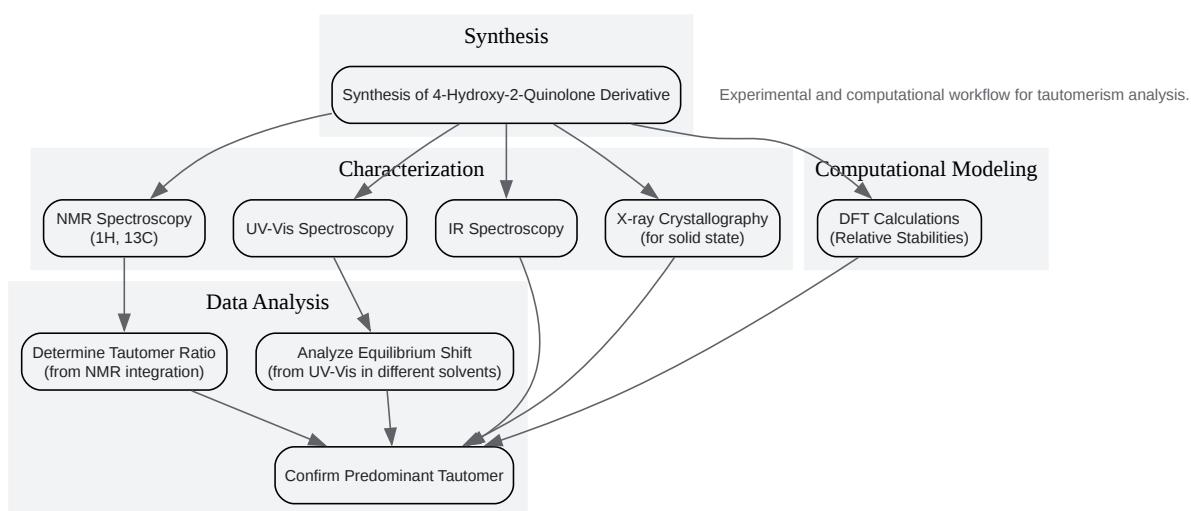 Synthesis
Synthesis of 4-Hydroxy-2-Quinolone Derivative
Experimental and computational workflow for tautomerism analysis.
Characterization
Computational Modeling
NMR Spectroscopy
(1H, 13C)
UV-Vis Spectroscopy
IR Spectroscopy
X-ray Crystallography
(for solid state)
DFT Calculations
(Relative Stabilities)
Data Analysis
Determine Tautomer Ratio
(from NMR integration)
Analyze Equilibrium Shift
(from UV-Vis in different solvents)
Confirm Predominant Tautomer